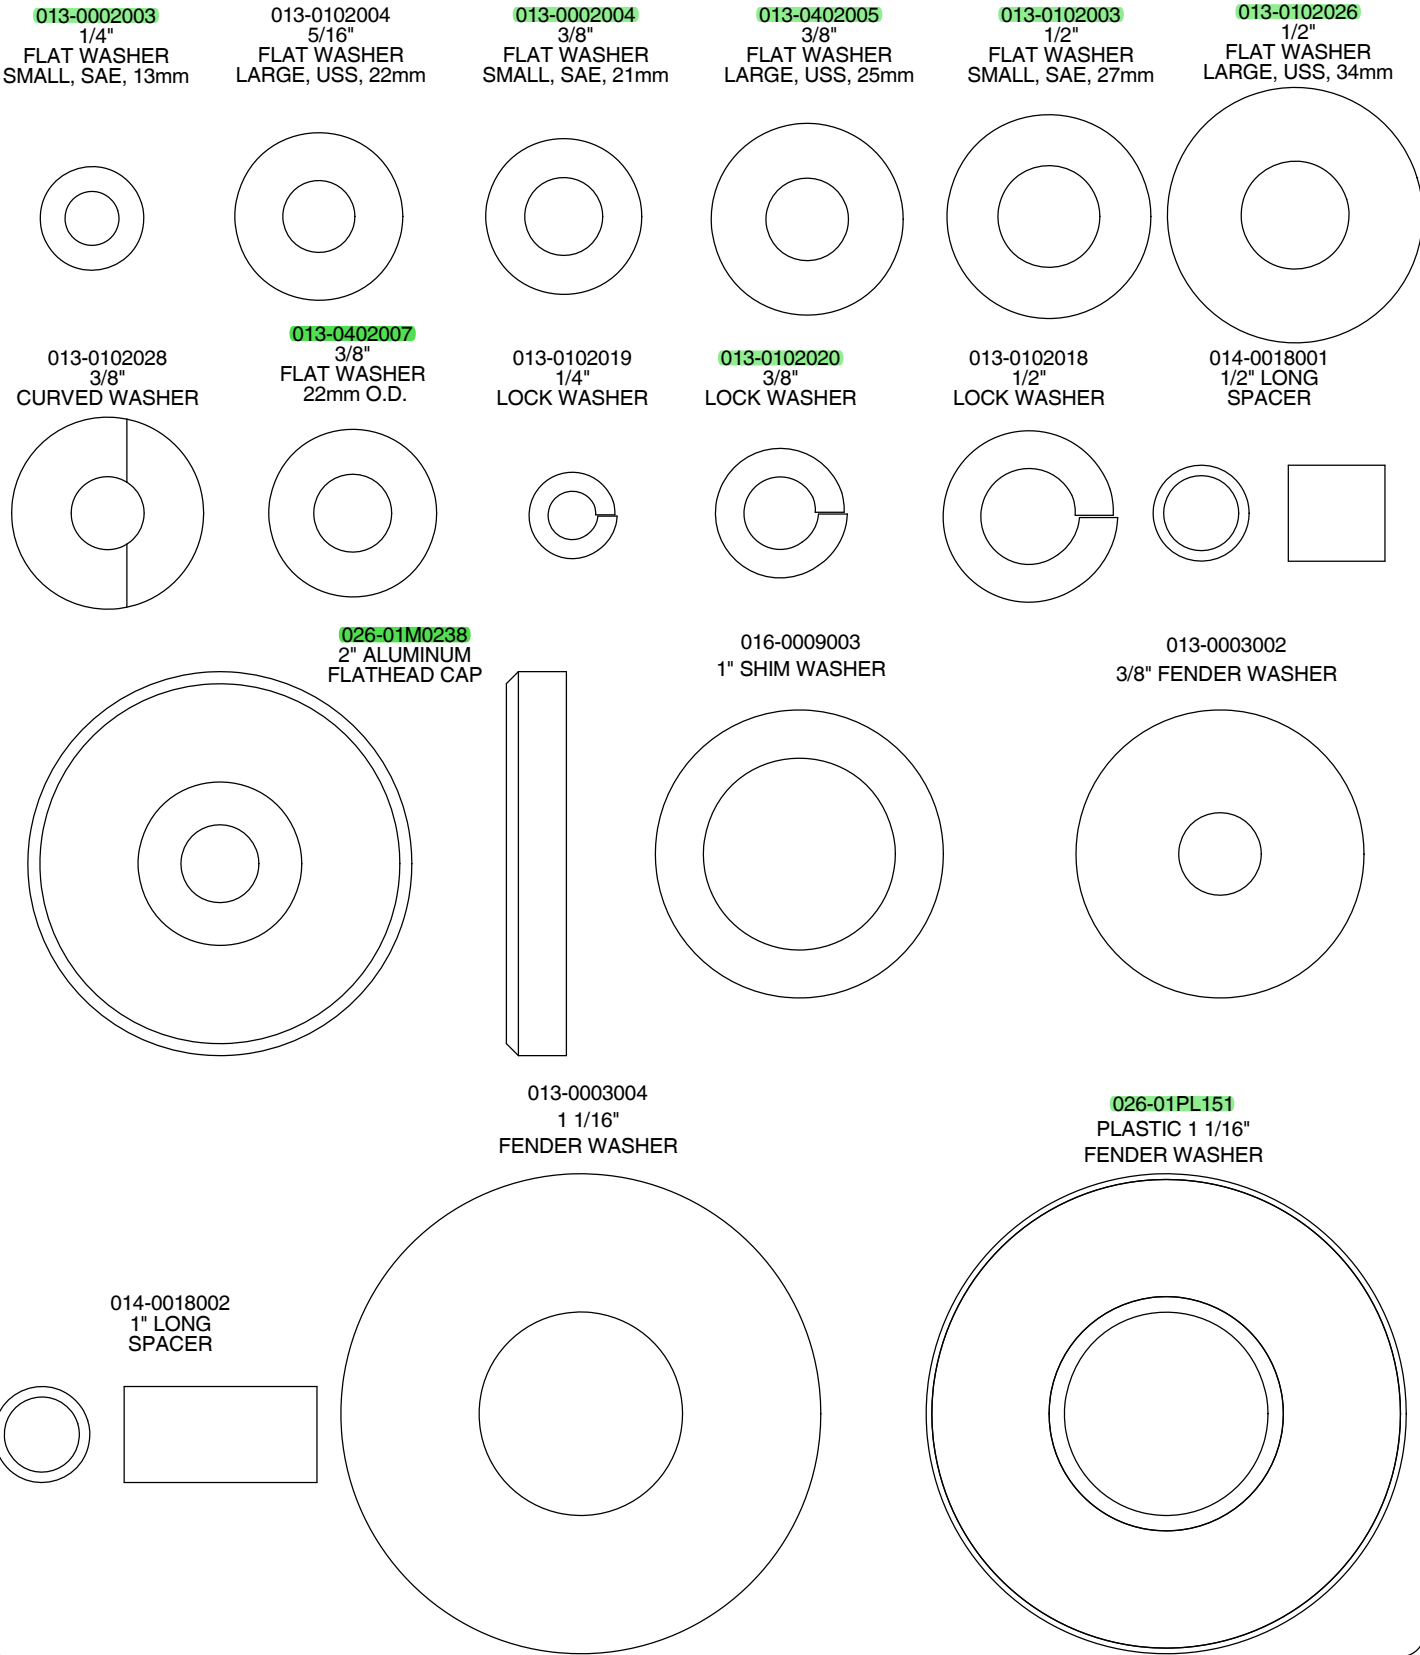 013-0002003
1/4"
FLAT WASHER
SMALL, SAE, 13mm
013-0102004
5/16"
FLAT WASHER
LARGE, USS, 22mm
013-0002004
3/8"
FLAT WASHER
SMALL, SAE, 21mm
013-0402005
3/8"
FLAT WASHER
LARGE, USS, 25mm
013-0102003
1/2"
FLAT WASHER
SMALL, SAE, 27mm
013-0102026
1/2"
FLAT WASHER
LARGE, USS, 34mm
013-0102028
3/8"
CURVED WASHER
013-0402007
3/8"
FLAT WASHER
22mm O.D.
013-0102019
1/4"
LOCK WASHER
013-0102020
3/8"
LOCK WASHER
013-0102018
1/2"
LOCK WASHER
014-0018001
1/2" LONG
SPACER
026-01M0238
2" ALUMINUM
FLATHEAD CAP
016-0009003
1" SHIM WASHER
013-0003002
3/8" FENDER WASHER
013-0003004
1 1/16"
FENDER WASHER
026-01PL151
PLASTIC 1 1/16"
FENDER WASHER
014-0018002
1" LONG
SPACER